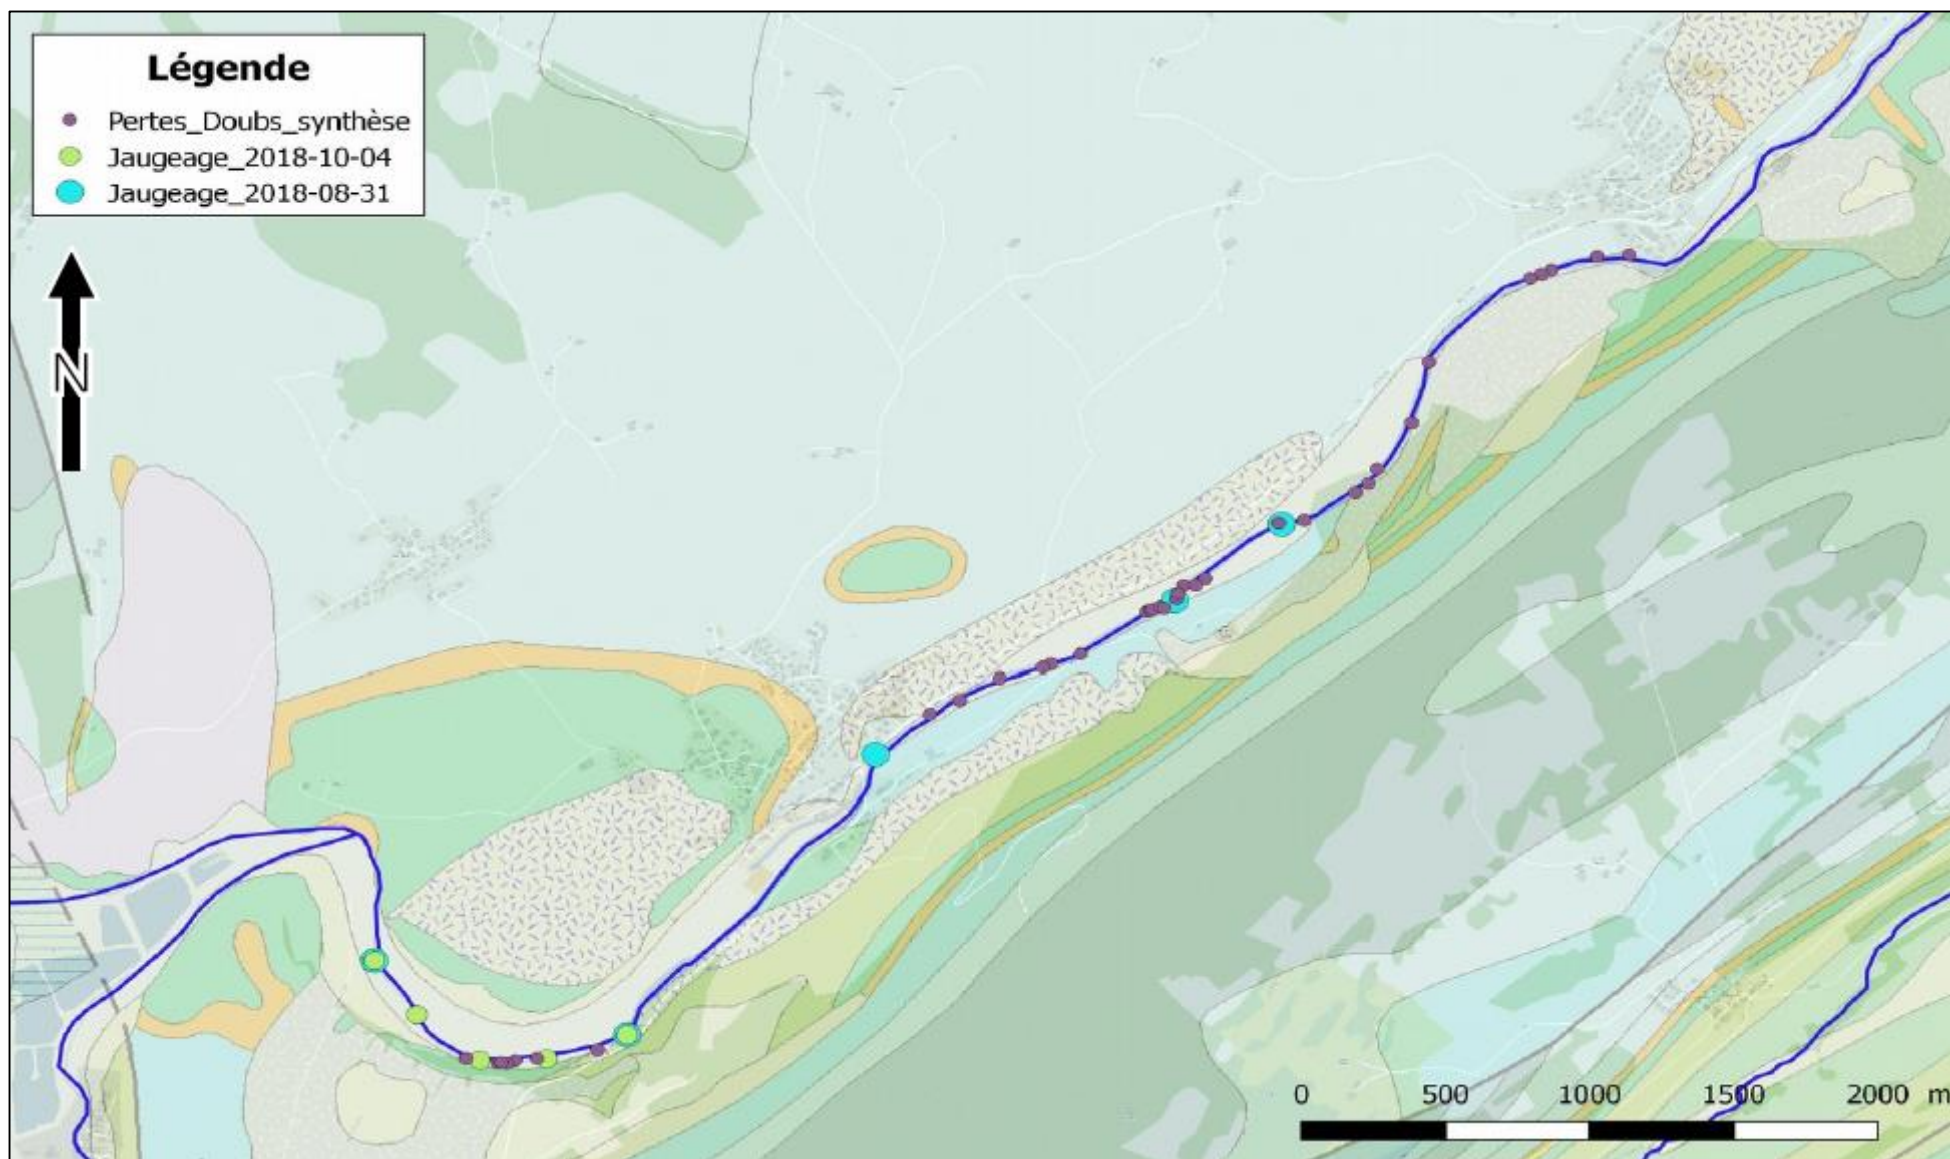 Légende
Pertes_Doubs_synthèse
Jaugeage_2018-10-04
Jaugeage_2018-08-31
N
0 500 1000 1500 2000 m